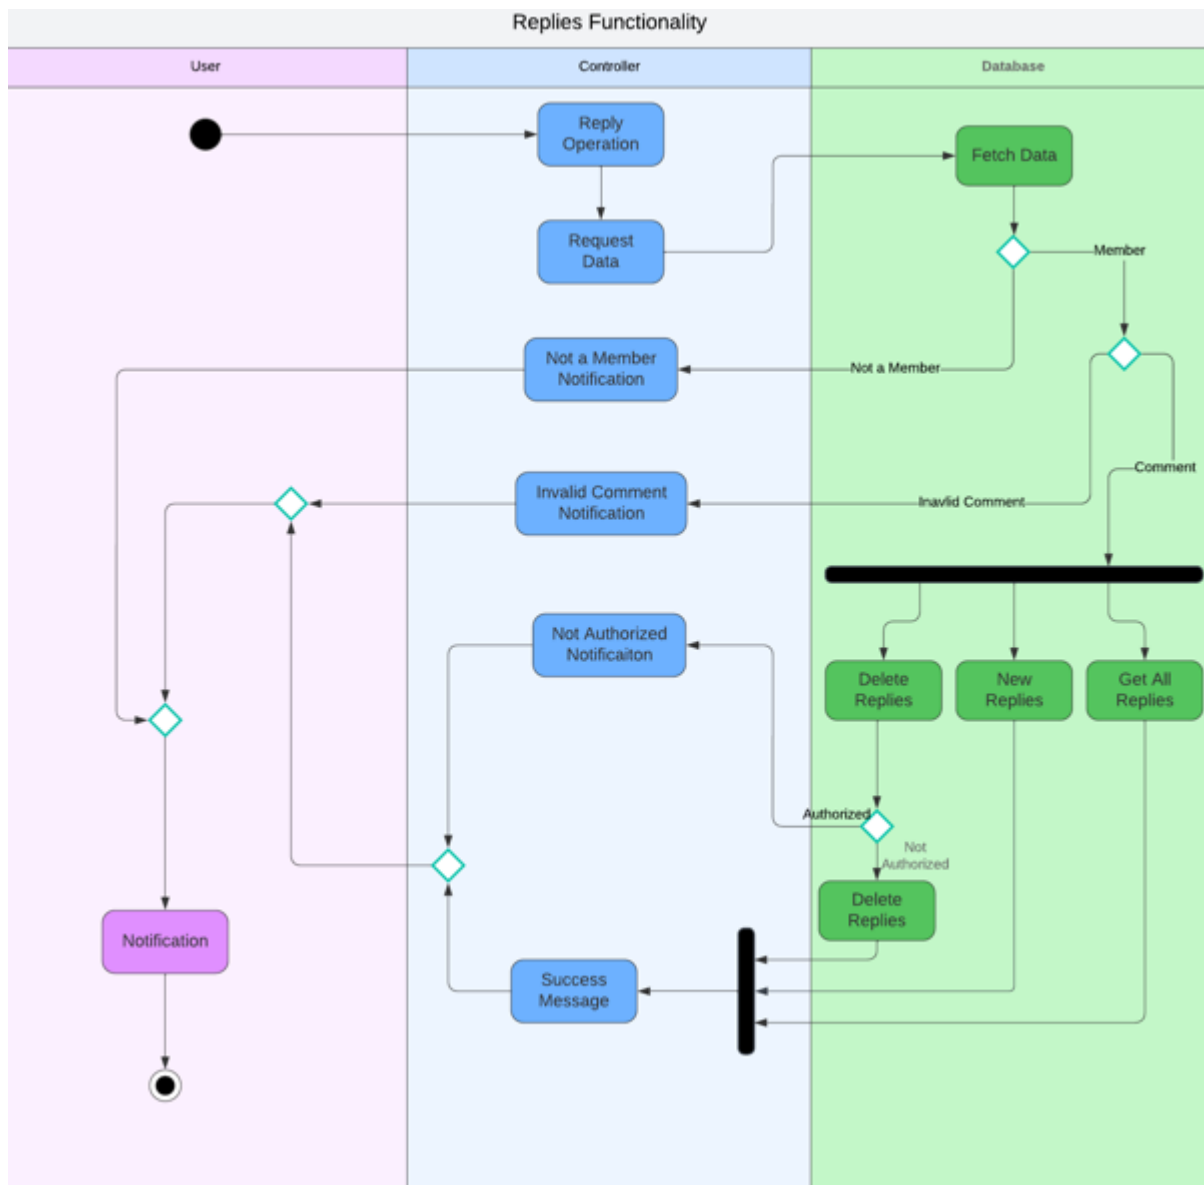 Replies Functionality
User
Controller
Database
Reply
Operation
Fetch Data
Request
Data
Member
Not a Member
Notification
Not a Member
Comment
Invalid Comment
Notification
Inavlid Comment
Not Authorized
Notificaiton
Delete
Replies
New
Replies
Get All
Replies
Authorized
Not
Authorized
Delete
Replies
Notification
Success
Message